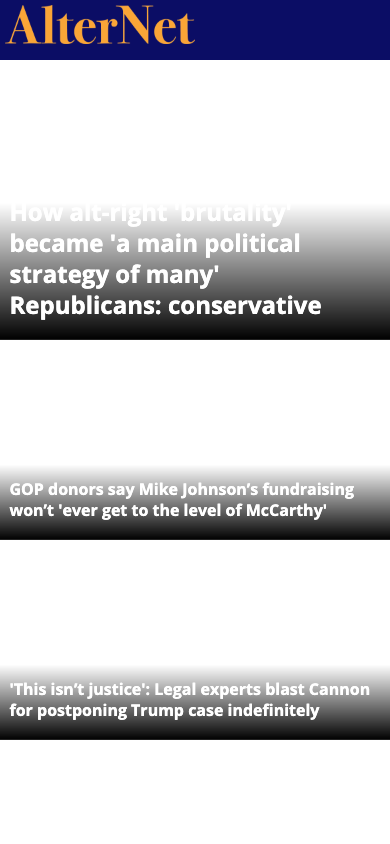 AlterNet
How alt-right 'brutality'
became 'a main political
strategy of many'
Republicans: conservative
GOP donors say Mike Johnson’s fundraising
won’t 'ever get to the level of McCarthy'
'This isn’t justice': Legal experts blast Cannon
for postponing Trump case indefinitely